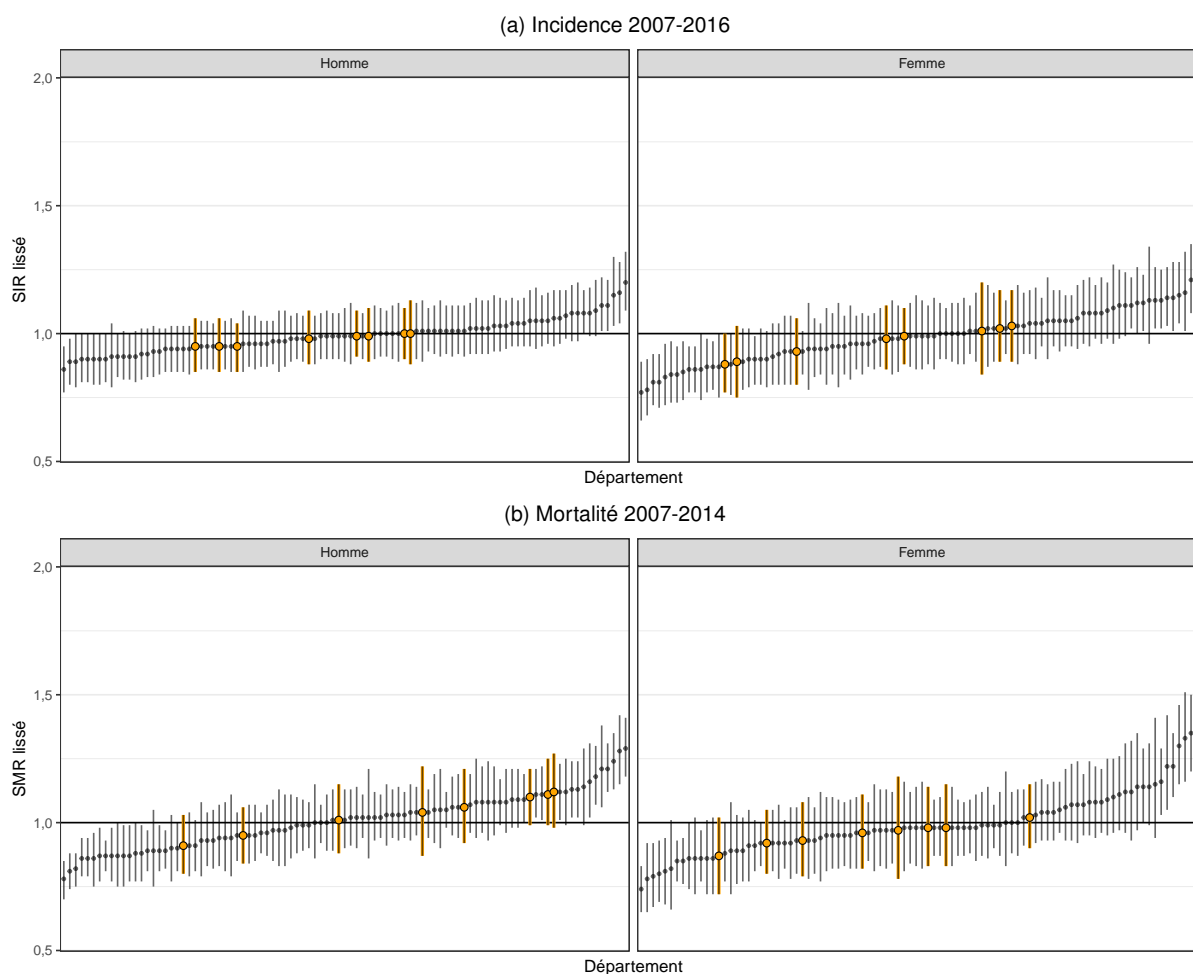 (a) Incidence 2007-2016
Homme
Femme
2,0
1,5
1,0
0,5
SIR lissé
Département
(b) Mortalité 2007-2014
Homme
Femme
2,0
1,5
1,0
0,5
SMR lissé
Département